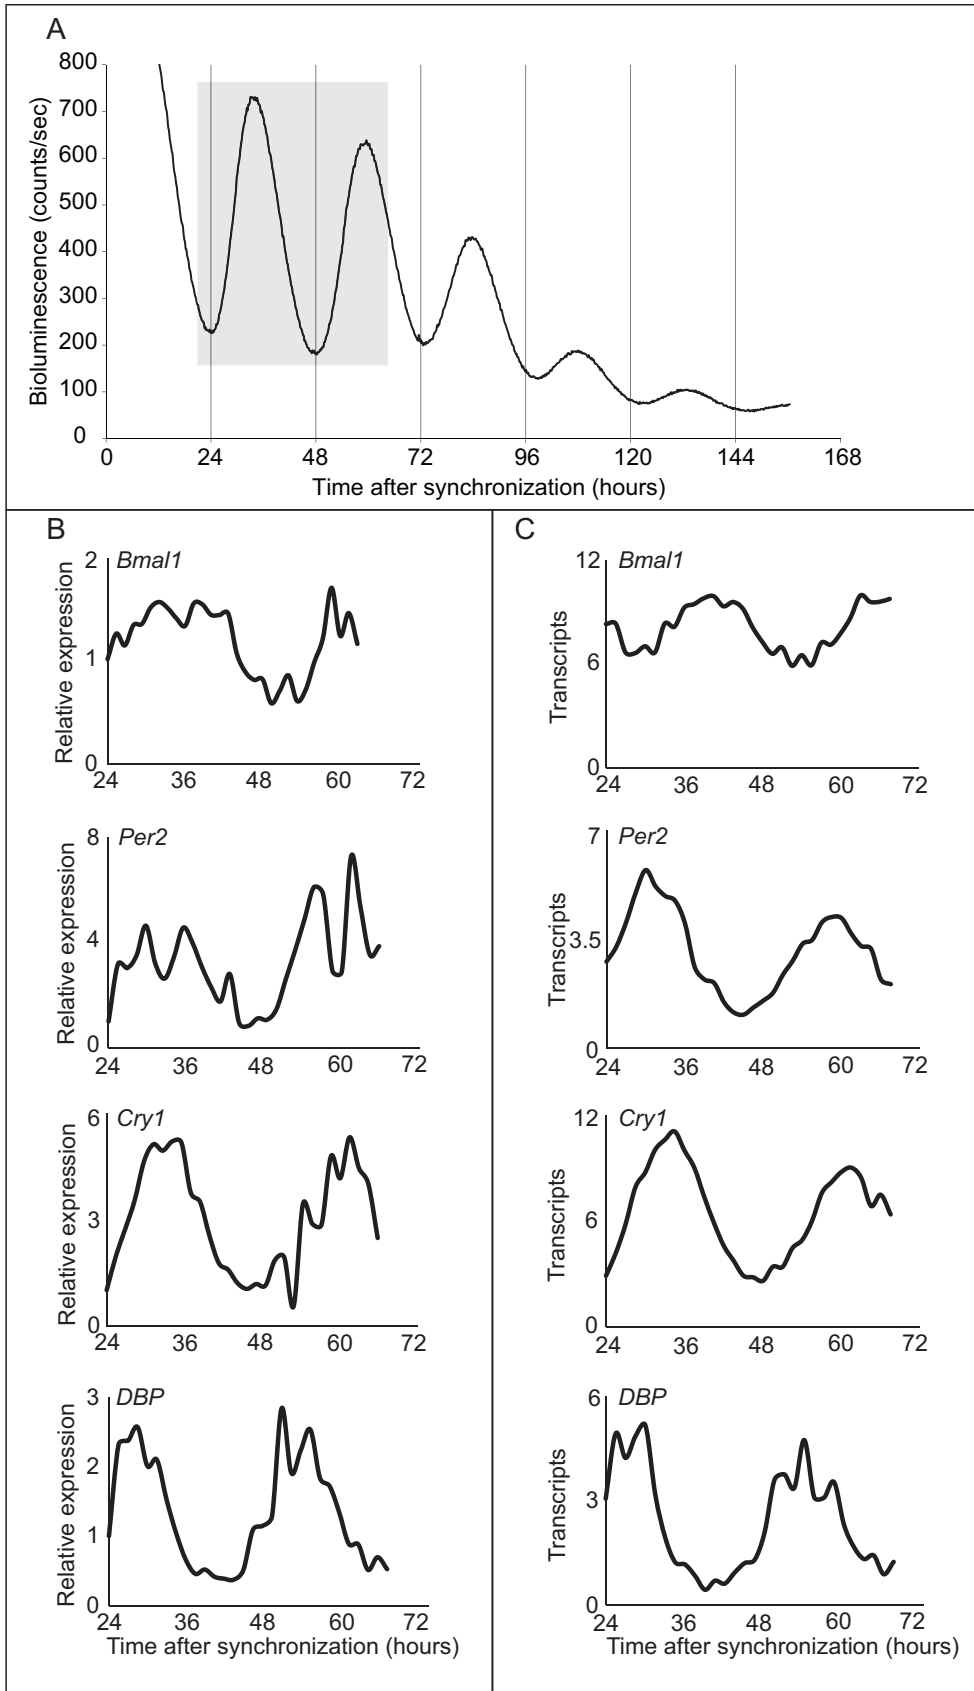 A
Bioluminescence (counts/sec)
800
700
600
500
400
300
200
100
0
0 24 48 72 96 120 144 168
Time after synchronization (hours)
B
Bmal1
Relative expression
2
1
0
24 36 48 60 72
Per2
Relative expression
8
4
0
24 36 48 60 72
Cry1
Relative expression
6
3
0
24 36 48 60 72
DBP
Relative expression
3
2
1
0
24 36 48 60 72
Time after synchronization (hours)
C
Bmal1
Transcripts
12
6
0
24 36 48 60 72
Per2
Transcripts
7
3.5
0
24 36 48 60 72
Cry1
Transcripts
12
6
0
24 36 48 60 72
DBP
Transcripts
6
3
0
24 36 48 60 72
Time after synchronization (hours)